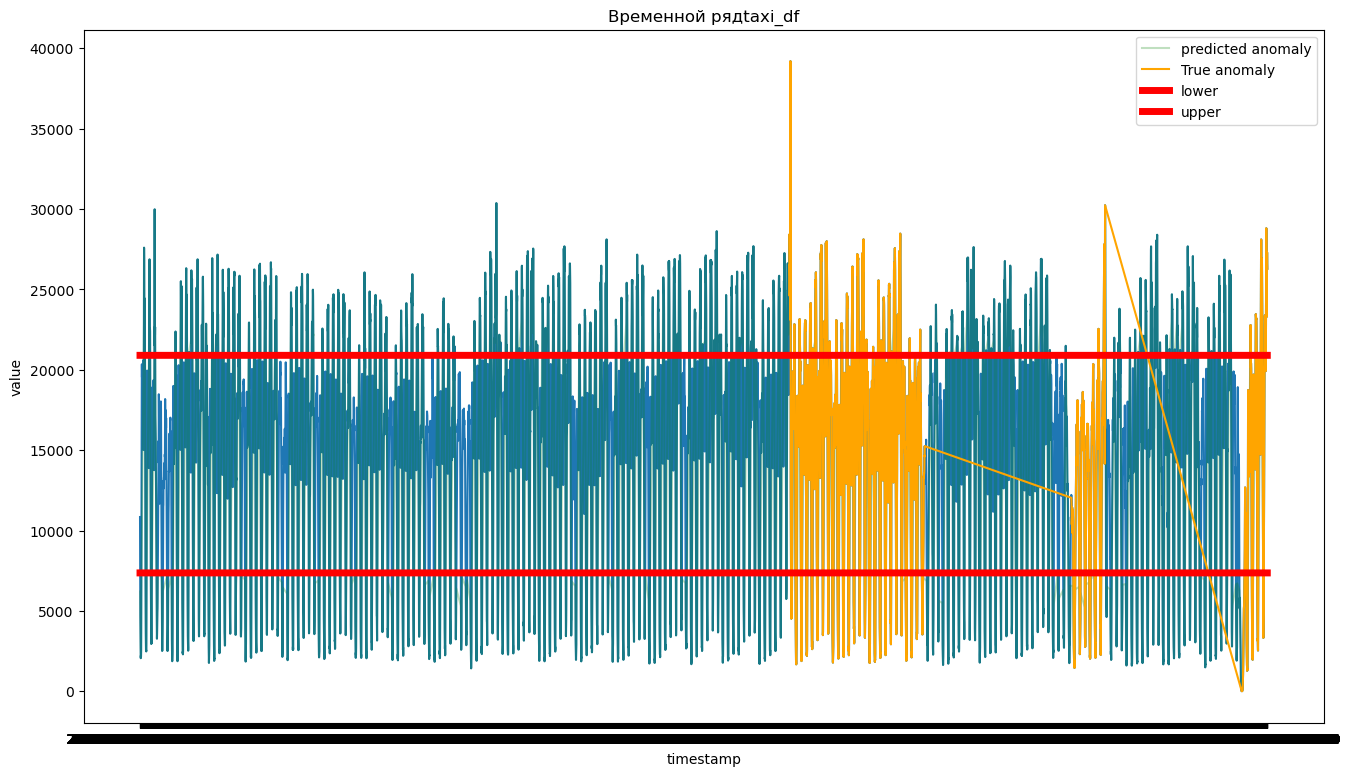 Временной рядtaxi_df
40000
35000
30000
25000
20000
15000
10000
5000
0
value
predicted anomaly
True anomaly
lower
upper
timestamp